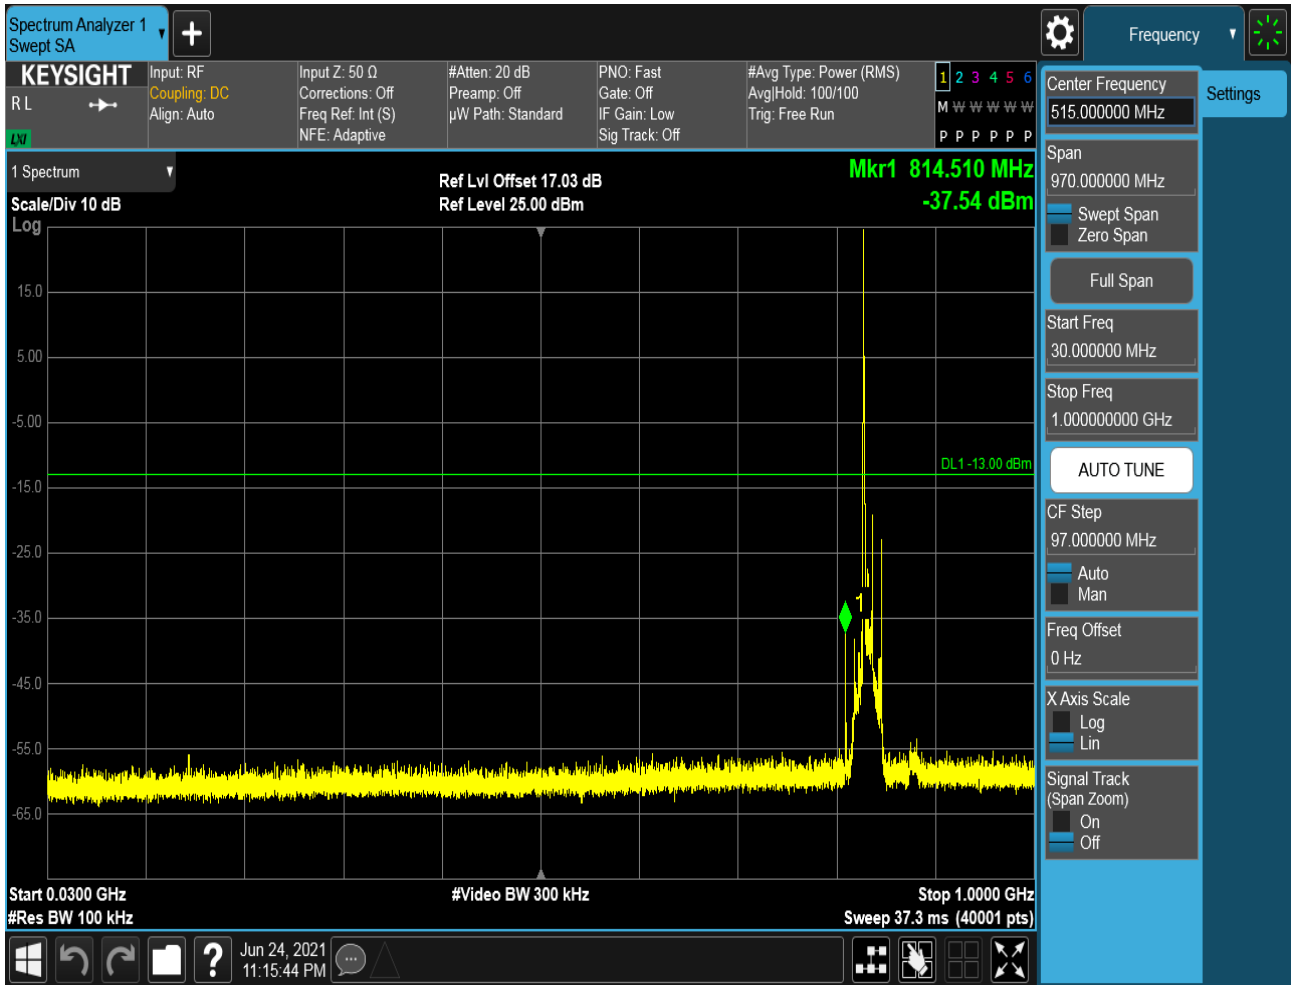 Spectrum Analyzer 1
Swept SA
Frequency
KEYSIGHT
R L
LXI
Input: RF
Coupling: DC
Align: Auto
Input Z: 50 Ω
Corrections: Off
Freq Ref: Int (S)
NFE: Adaptive
#Atten: 20 dB
Preamp: Off
µW Path: Standard
PNO: Fast
Gate: Off
IF Gain: Low
Sig Track: Off
#Avg Type: Power (RMS)
Avg|Hold: 100/100
Trig: Free Run
1 2 3 4 5 6
M W W W W W
P P P P P P
1 Spectrum
Scale/Div 10 dB
Log
Ref Lvl Offset 17.03 dB
Ref Level 25.00 dBm
Mkr1 814.510 MHz
-37.54 dBm
15.0
5.00
-5.00
-15.0
-25.0
-35.0
-45.0
-55.0
-65.0
DL1 -13.00 dBm
1
Start 0.0300 GHz
#Res BW 100 kHz
#Video BW 300 kHz
Stop 1.0000 GHz
Sweep 37.3 ms (40001 pts)
Center Frequency
515.000000 MHz
Settings
Span
970.000000 MHz
Swept Span
Zero Span
Full Span
Start Freq
30.000000 MHz
Stop Freq
1.000000000 GHz
AUTO TUNE
CF Step
97.000000 MHz
Auto
Man
Freq Offset
0 Hz
X Axis Scale
Log
Lin
Signal Track
(Span Zoom)
On
Off
?
Jun 24, 2021
11:15:44 PM